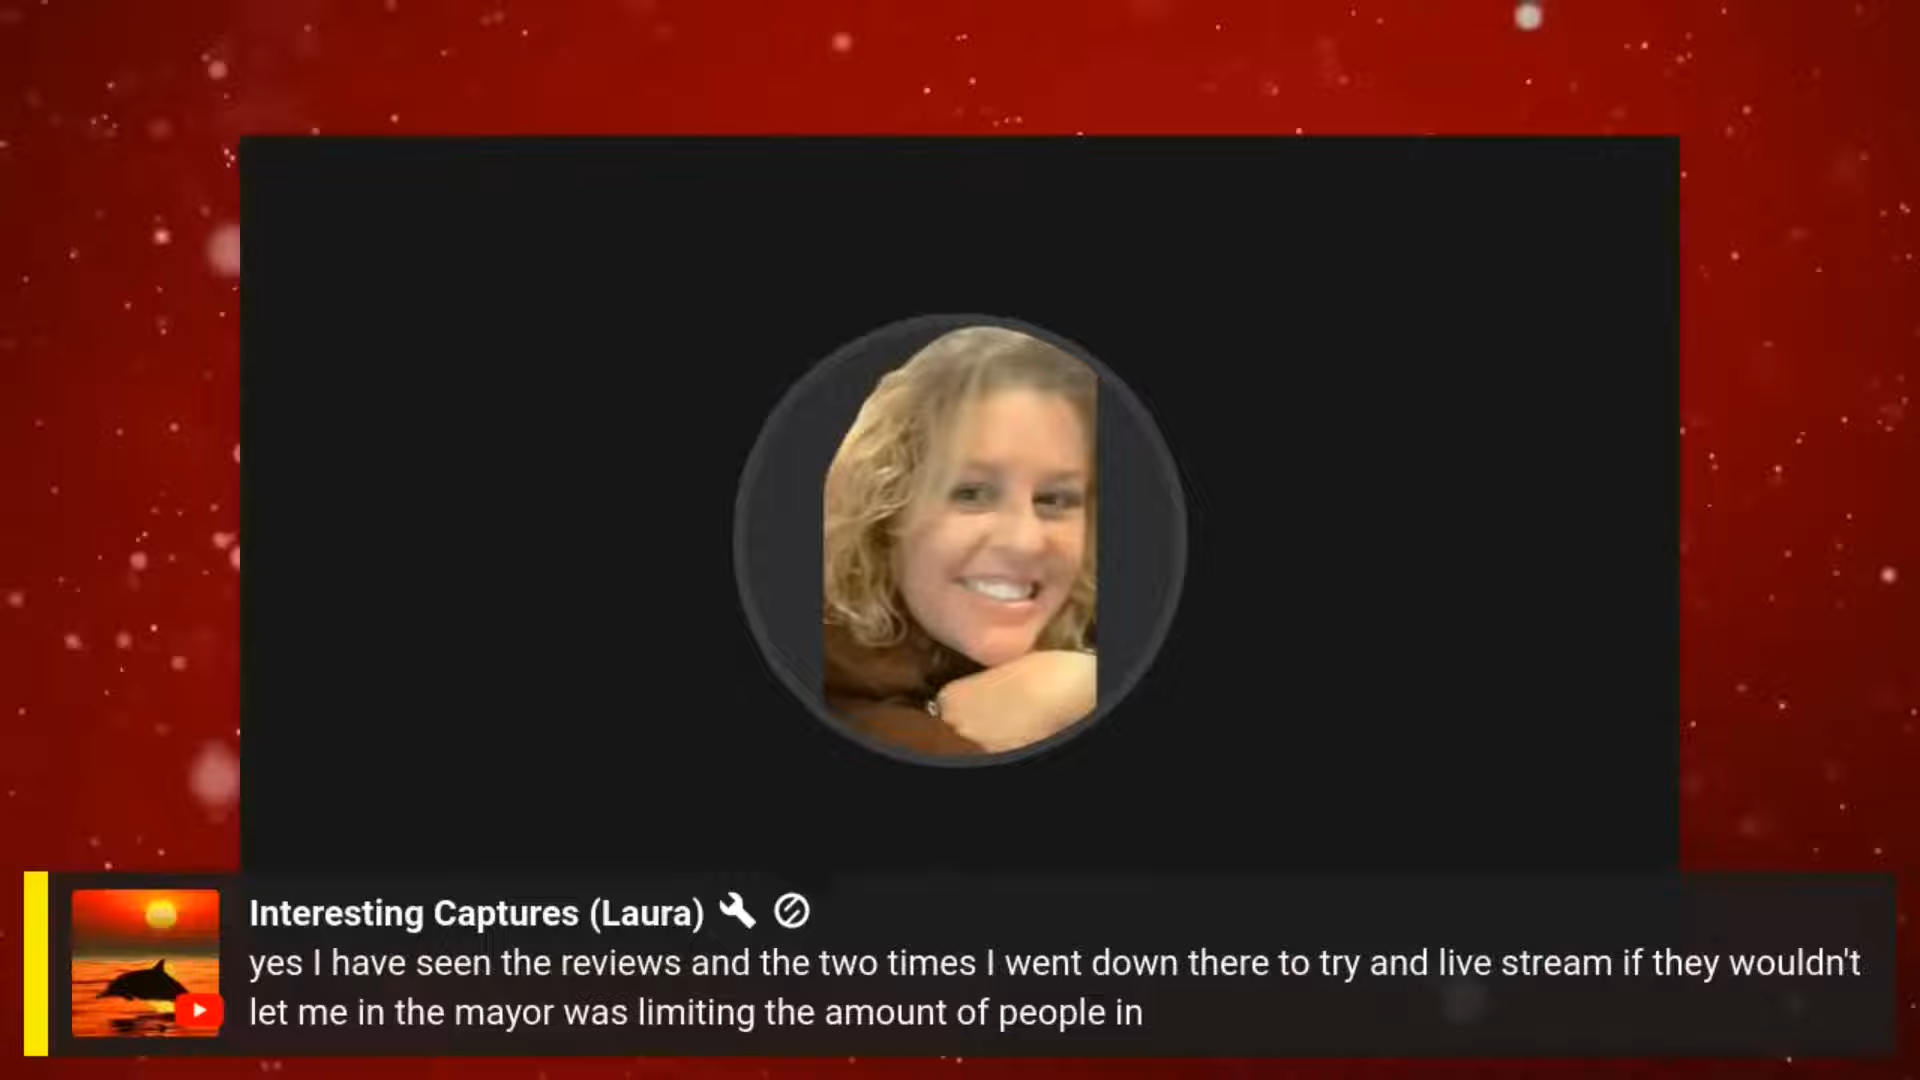 Interesting Captures (Laura)
yes I have seen the reviews and the two times I went down there to try and live stream if they wouldn't
let me in the mayor was limiting the amount of people in